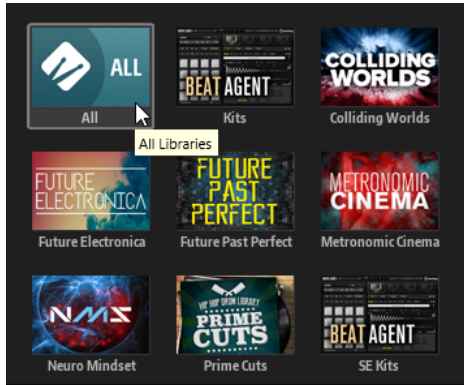 ALL
All
BEAT AGENT
Kits
COLLIDING
WORLDS
Colliding Worlds
All Libraries
FUTURE
ELECTRONICA
Future Electronica
FUTURE
PAST
PERFECT
Future Past Perfect
METRONOMIC
CINEMA
Metronomic Cinema
NMS
Neuro Mindset
HIP HOP DRUM LIBRARY
PRIME
CUTS
Prime Cuts
BEAT AGENT
SE Kits